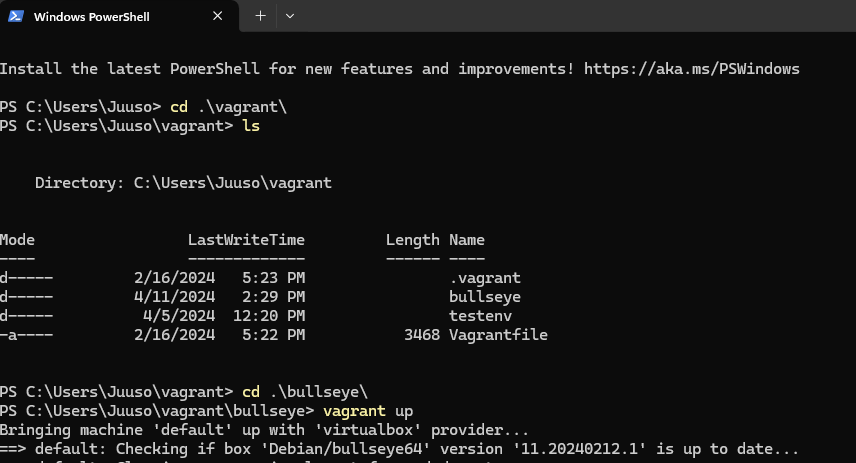 Windows PowerShell
Install the latest PowerShell for new features and improvements! https://aka.ms/PSWindows
PS C:\Users\Juuso> cd .\vagrant\
PS C:\Users\Juuso\vagrant> ls
Directory: C:\Users\Juuso\vagrant
Mode LastWriteTime Length Name
---- ------------- ------ ----
d----- 2/16/2024 5:23 PM .vagrant
d----- 4/11/2024 2:29 PM bullseye
d----- 4/5/2024 12:20 PM testenv
-a---- 2/16/2024 5:22 PM 3468 Vagrantfile
PS C:\Users\Juuso\vagrant> cd .\bullseye\
PS C:\Users\Juuso\vagrant\bullseye> vagrant up
Bringing machine 'default' up with 'virtualbox' provider...
==> default: Checking if box 'Debian/bullseye64' version '11.20240212.1' is up to date...